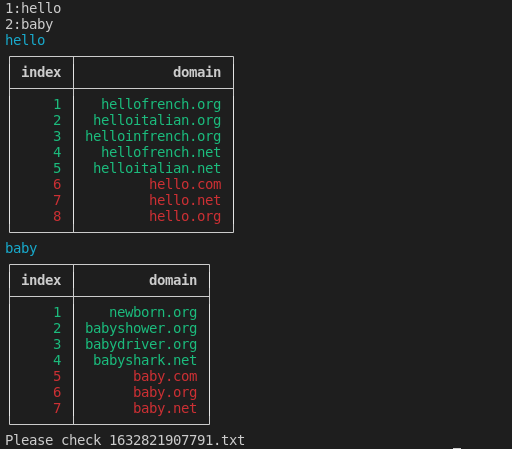 1:hello
2:baby
hello
index domain
1 hellofrench.org
2 helloitalian.org
3 helloinfrench.org
4 hellofrench.net
5 helloitalian.net
6 hello.com
7 hello.net
8 hello.org
baby
index domain
1 newborn.org
2 babyshower.org
3 babydriver.org
4 babyshark.net
5 baby.com
6 baby.org
7 baby.net
Please check 1632821907791.txt